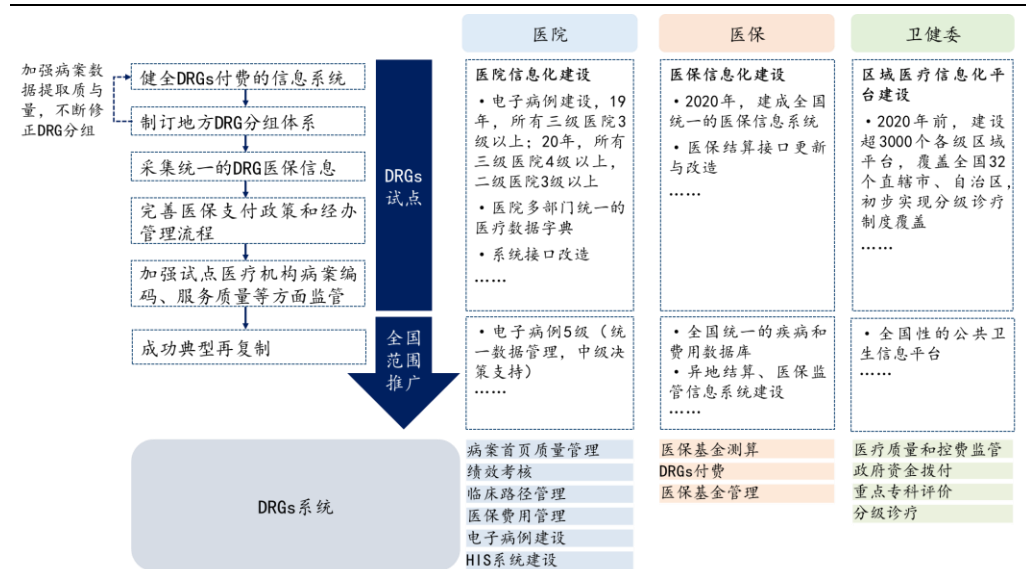 医院
医保
卫健委
加强病案数
据提取质与
量，不断修
正DRG分组
健全DRGs付费的信息系统
制订地方DRG分组体系
采集统一的DRG医保信息
完善医保支付政策和经办
管理流程
加强试点医疗机构病案编
码、服务质量等方面监管
成功典型再复制
DRGs
试点
全国
范围
推广
医院信息化建设
·电子病例建设，19
年，所有三级医院3
级以上；20年，所有
三级医院4级以上，
二级医院3级以上
·医院多部门统一的
医疗数据字典
·系统接口改造
……
医保信息化建设
·2020年，建成全国
统一的医保信息系统
·医保结算接口更新
与改造
……
区域医疗信息化平
台建设
·2020年前，建设
超3000个各级区域
平台，覆盖全国32
个直辖市、自治区，
初步实现分级诊疗
制度覆盖
……
·电子病例5级（统
一数据管理，中级决
策支持）
……
·全国统一的疾病和
费用数据库
·异地结算、医保监
管信息系统建设
……
·全国性的公共卫
生信息平台
……
DRGs系统
病案首页质量管理
绩效考核
临床路径管理
医保费用管理
电子病例建设
HIS系统建设
医保基金测算
DRGs付费
医保基金管理
医疗质量和控费监管
政府资金拨付
重点专科评价
分级诊疗